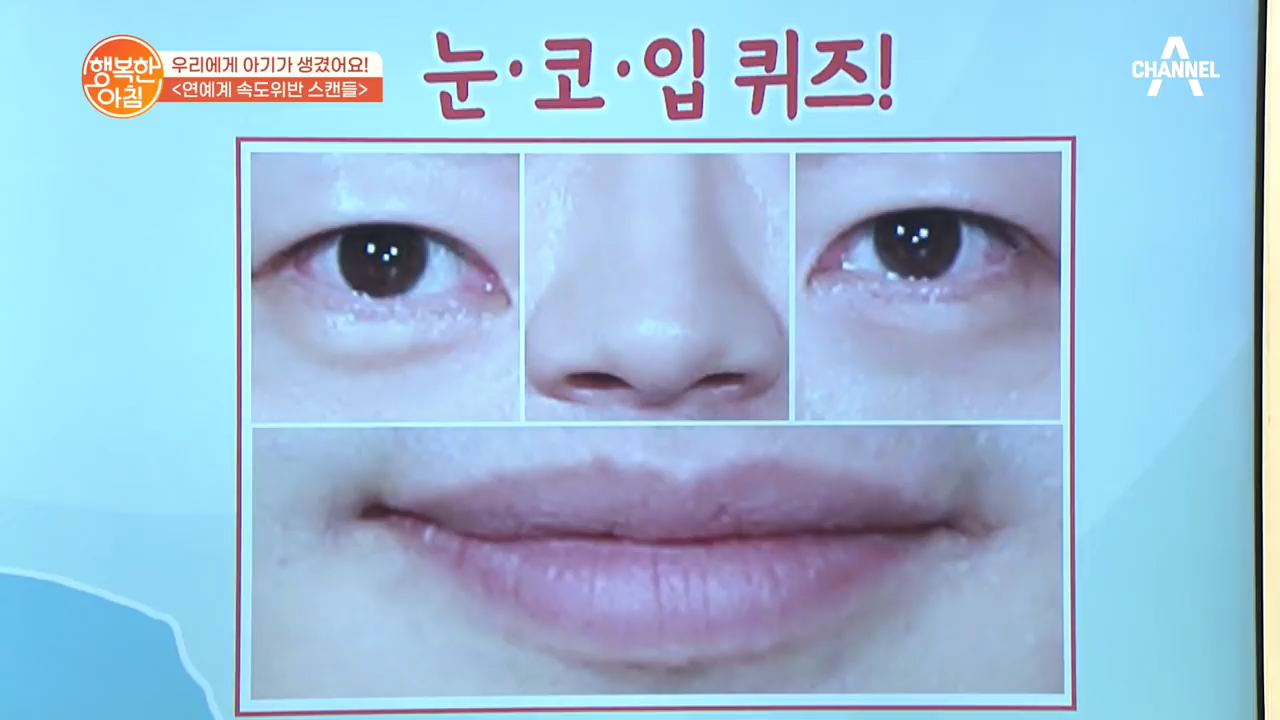 행복한
아침
우리에게 아기가 생겼어요!
<연예계 속도위반 스캔들>
눈·코·입 퀴즈!
CHANNEL A